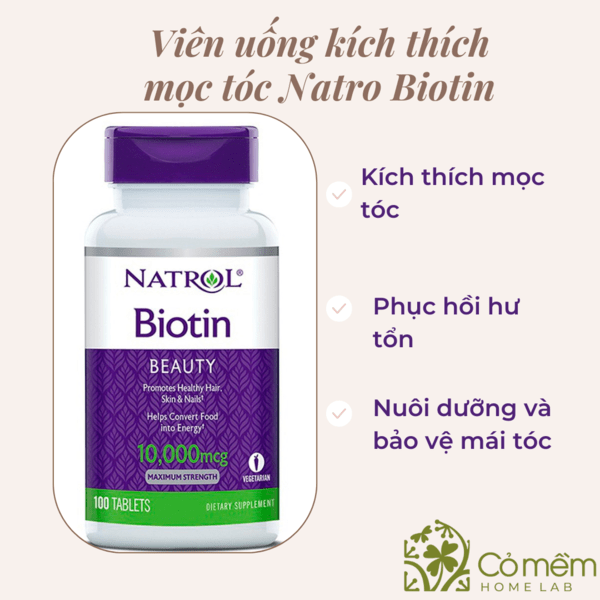 Viên uống kích thích
mọc tóc Natro Biotin
Kích thích mọc
tóc
Phục hồi hư
tổn
Nuôi dưỡng và
bảo vệ mái tóc
NATROL®
Biotin
BEAUTY
Promotes Healthy Hair,
Skin & Nails†
Helps Convert Food
into Energy†
10,000mcg
MAXIMUM STRENGTH
VEGETARIAN
100 TABLETS
DIETARY SUPPLEMENT
Cỏ mềm
HOME LAB